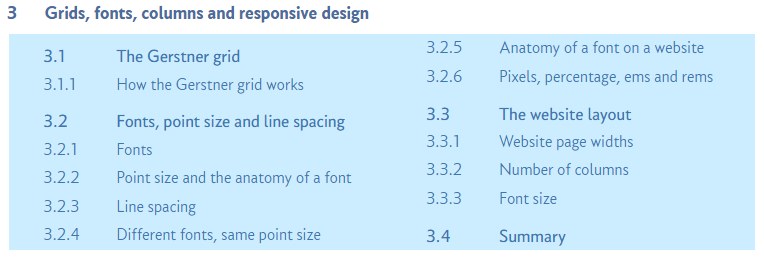 3 Grids, fonts, columns and responsive design
3.1 The Gerstner grid
3.1.1 How the Gerstner grid works
3.2 Fonts, point size and line spacing
3.2.1 Fonts
3.2.2 Point size and the anatomy of a font
3.2.3 Line spacing
3.2.4 Different fonts, same point size
3.2.5 Anatomy of a font on a website
3.2.6 Pixels, percentage, ems and rems
3.3 The website layout
3.3.1 Website page widths
3.3.2 Number of columns
3.3.3 Font size
3.4 Summary